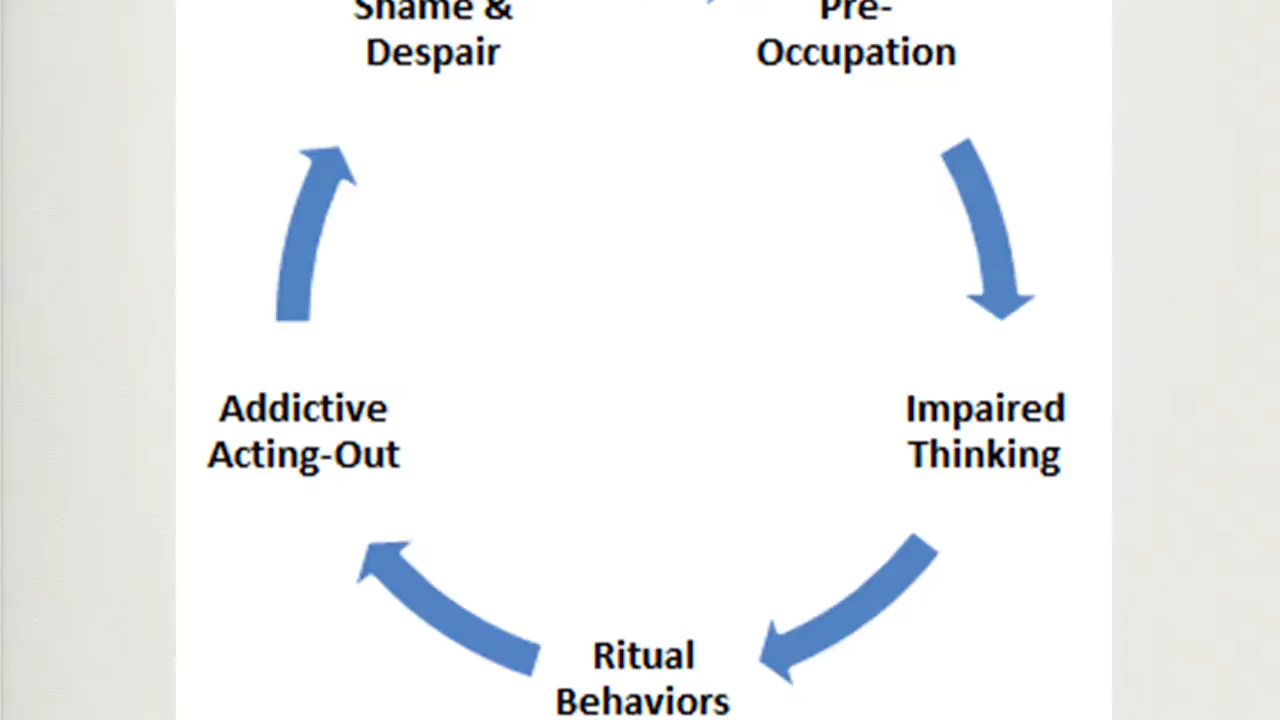 Shame &
Despair
Pre-
Occupation
Impaired
Thinking
Ritual
Behaviors
Addictive
Acting-Out